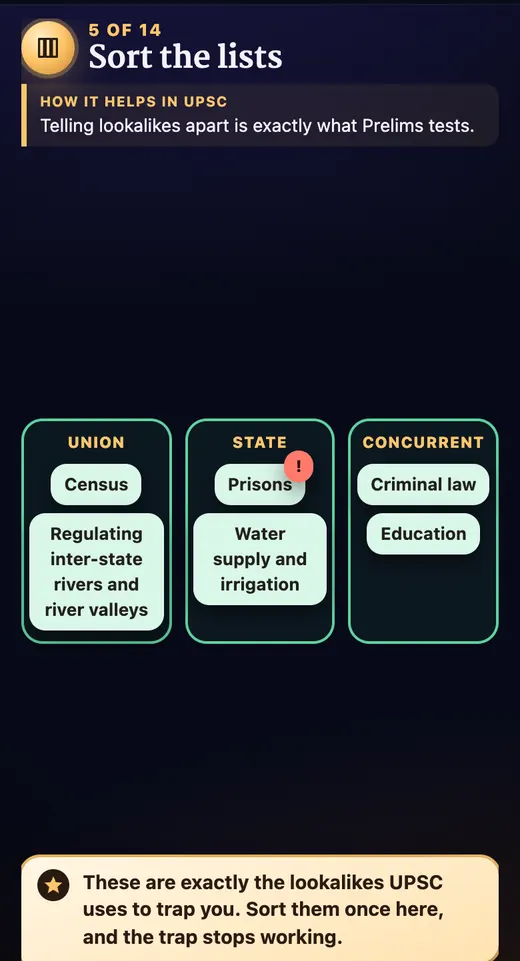 5 OF 14
Sort the lists
HOW IT HELPS IN UPSC
Telling lookalikes apart is exactly what Prelims tests.
UNION
Census
Regulating
inter-state
rivers and
river valleys
STATE
!
Prisons
Water
supply and
irrigation
CONCURRENT
Criminal law
Education
These are exactly the lookalikes UPSC
uses to trap you. Sort them once here,
and the trap stops working.